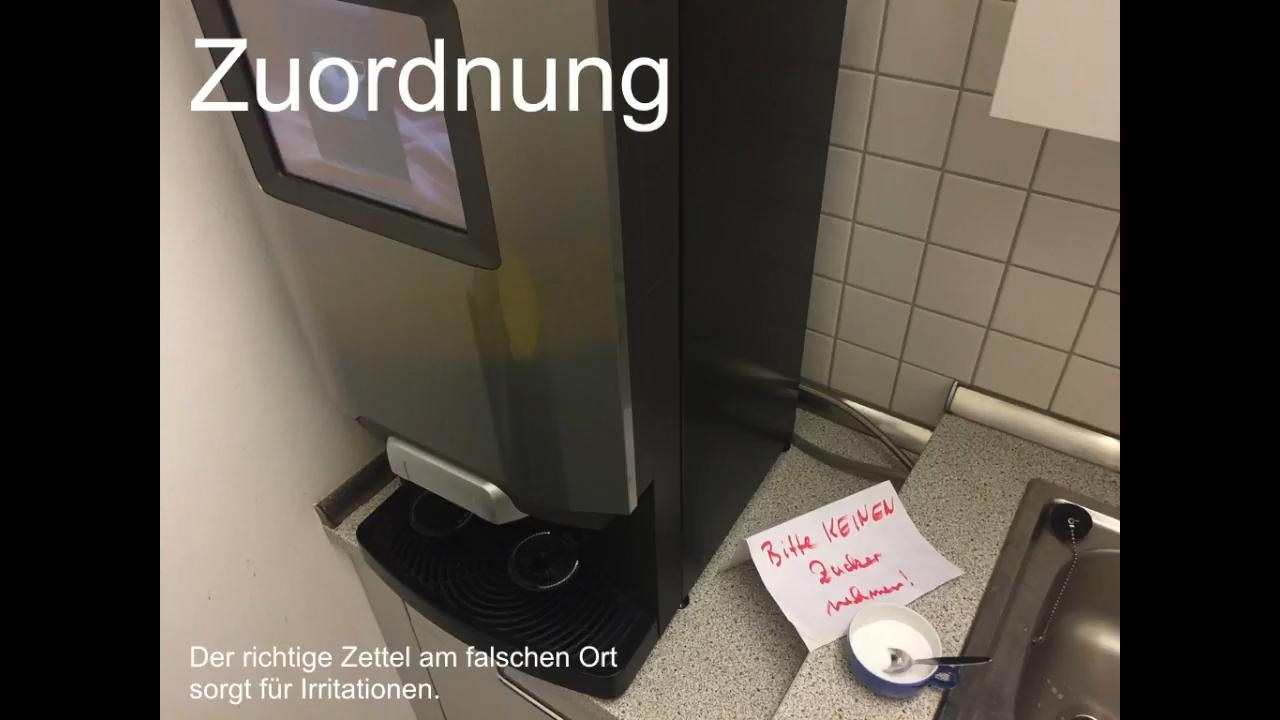 Zuordnung
Bitte KEINEN
Zucker
nehmen!
Der richtige Zettel am falschen Ort
sorgt für Irritationen.